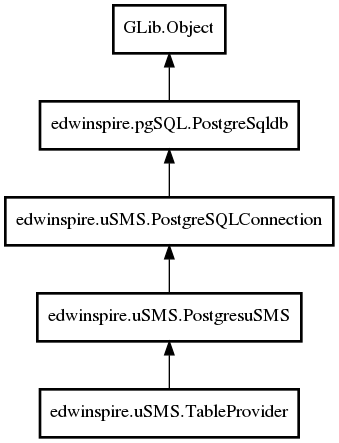 GLib.Object
edwinspire.pgSQL.PostgreSqldb
edwinspire.uSMS.PostgreSQLConnection
edwinspire.uSMS.PostgresuSMS
edwinspire.uSMS.TableProvider